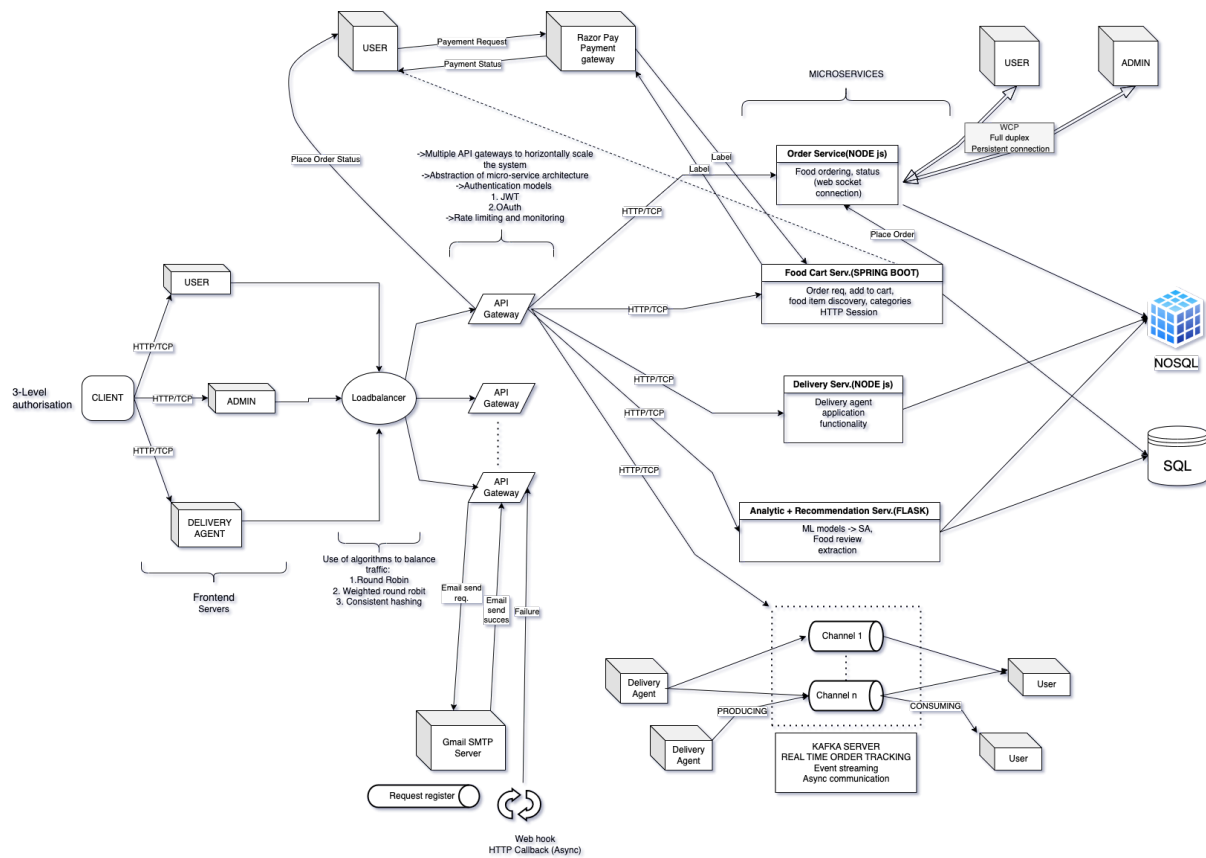 USER
Payement Request
Payment Status
Razor Pay
Payment
gateway
MICROSERVICES
USER
ADMIN
WCP
Full duplex
Persistent connection
Place Order Status
->Multiple API gateways to horizontally scale
the system
->Abstraction of micro-service architecture
->Authentication models
1. JWT
2.OAuth
->Rate limiting and monitoring
Label
Label
Order Service(NODE js)
Food ordering, status
(web socket
connection)
HTTP/TCP
Place Order
USER
API
Gateway
HTTP/TCP
Food Cart Serv.(SPRING BOOT)
Order req, add to cart,
food item discovery, categories
HTTP Session
HTTP/TCP
NOSQL
3-Level
authorisation
CLIENT
HTTP/TCP
ADMIN
Loadbalancer
API
Gateway
HTTP/TCP
Delivery Serv.(NODE js)
Delivery agent
application
functionality
HTTP/TCP
HTTP/TCP
SQL
HTTP/TCP
API
Gateway
DELIVERY
AGENT
Analytic + Recommendation Serv.(FLASK)
ML models -> SA,
Food review
extraction
Use of algorithms to balance
traffic:
1.Round Robin
2. Weighted round robit
3. Consistent hashing
Frontend
Servers
Email send
req.
Email
send
succes
Failure
Channel 1
Delivery
Agent
Channel n
User
PRODUCING
CONSUMING
Delivery
Agent
User
Gmail SMTP
Server
KAFKA SERVER
REAL TIME ORDER TRACKING
Event streaming
Async communication
Request register
Web hook
HTTP Callback (Async)